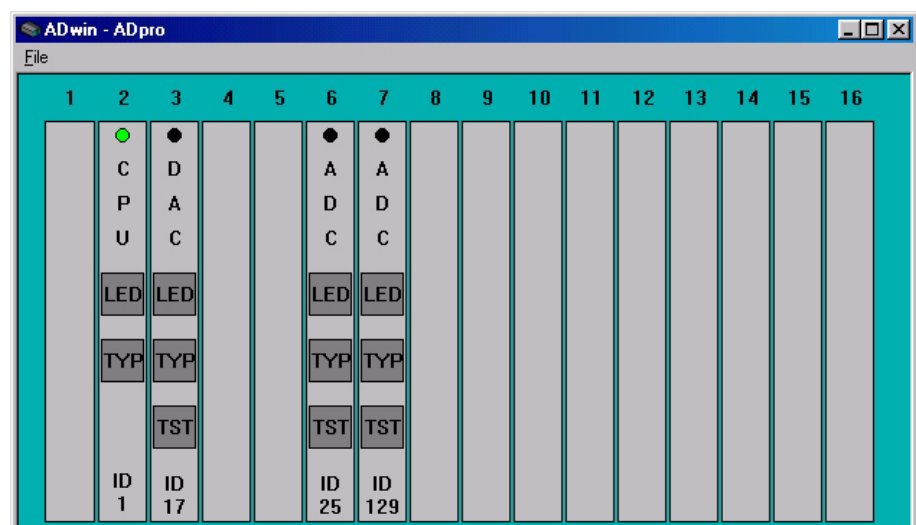 ADwin - ADpro
File
1 2 3 4 5 6 7 8 9 10 11 12 13 14 15 16
C D A A
P A D D
U C C C
LED LED LED LED
TYP TYP TYP TYP
TST TST TST
ID ID ID ID
1 17 25 129